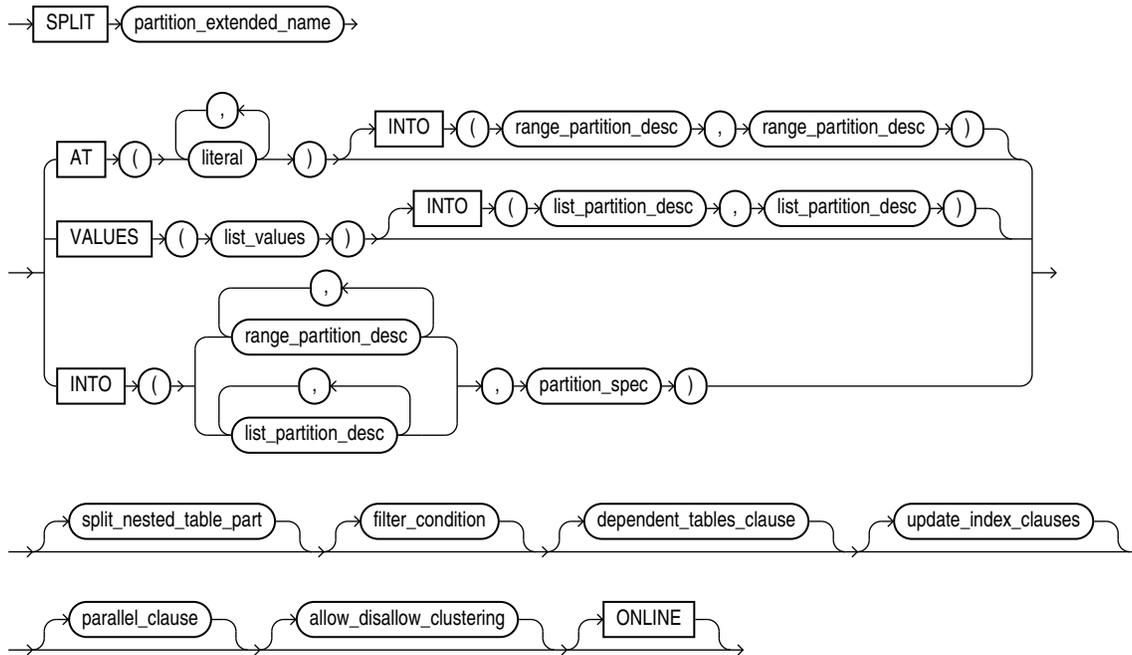 SPLIT partition_extended_name
,
INTO ( range_partition_desc , range_partition_desc )
AT ( literal )
INTO ( list_partition_desc , list_partition_desc )
VALUES ( list_values )
,
range_partition_desc
,
INTO ( , partition_spec )
list_partition_desc
split_nested_table_part filter_condition dependent_tables_clause update_index_clauses
parallel_clause allow_disallow_clustering ONLINE